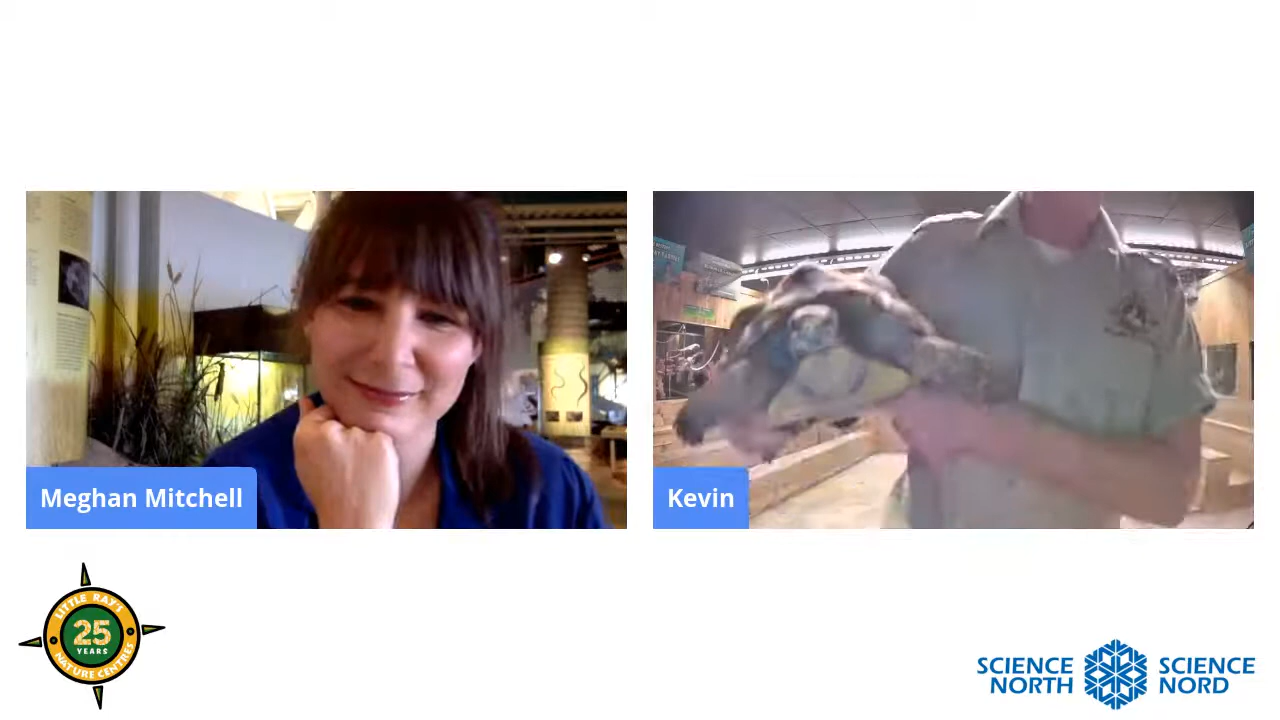 Meghan Mitchell
Kevin
LITTLE RAY'S
25
YEARS
NATURE CENTRES
SCIENCE NORTH
SCIENCE NORD